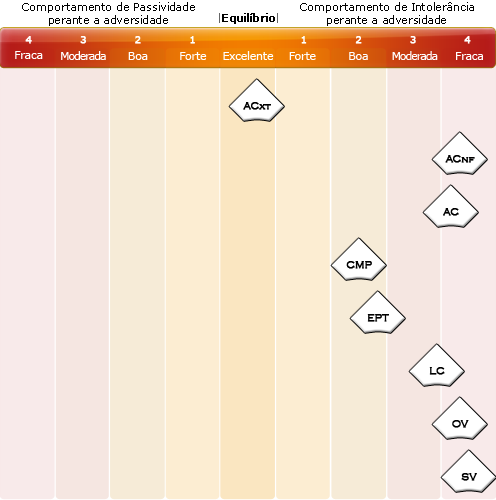 Comportamento de Passividade
perante a adversidade
|Equilíbrio|
Comportamento de Intolerância
perante a adversidade
4 3 2 1 1 2 3 4
Fraca Moderada Boa Forte Excelente Forte Boa Moderada Fraca
ACXT
ACNF
AC
CMP
EPT
LC
OV
SV